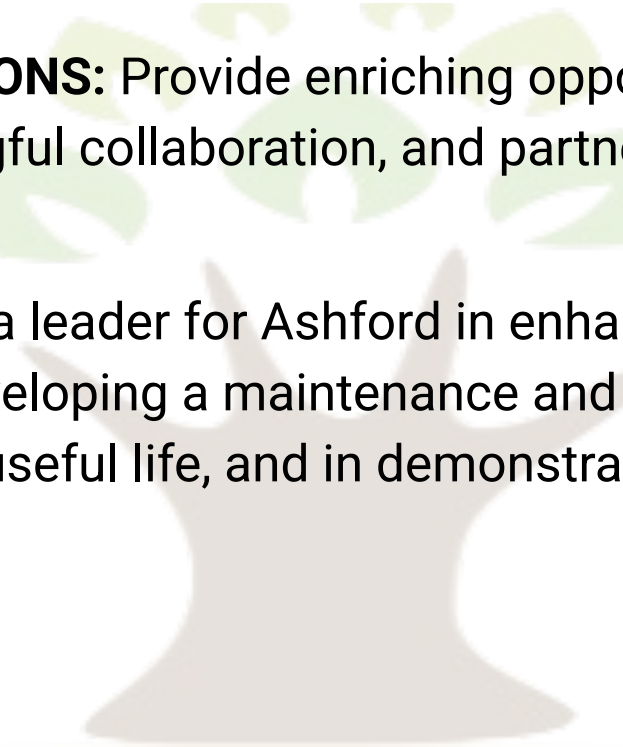 ONS: Provide enriching oppo
ful collaboration, and partn
a leader for Ashford in enha
eloping a maintenance and
useful life, and in demonstra